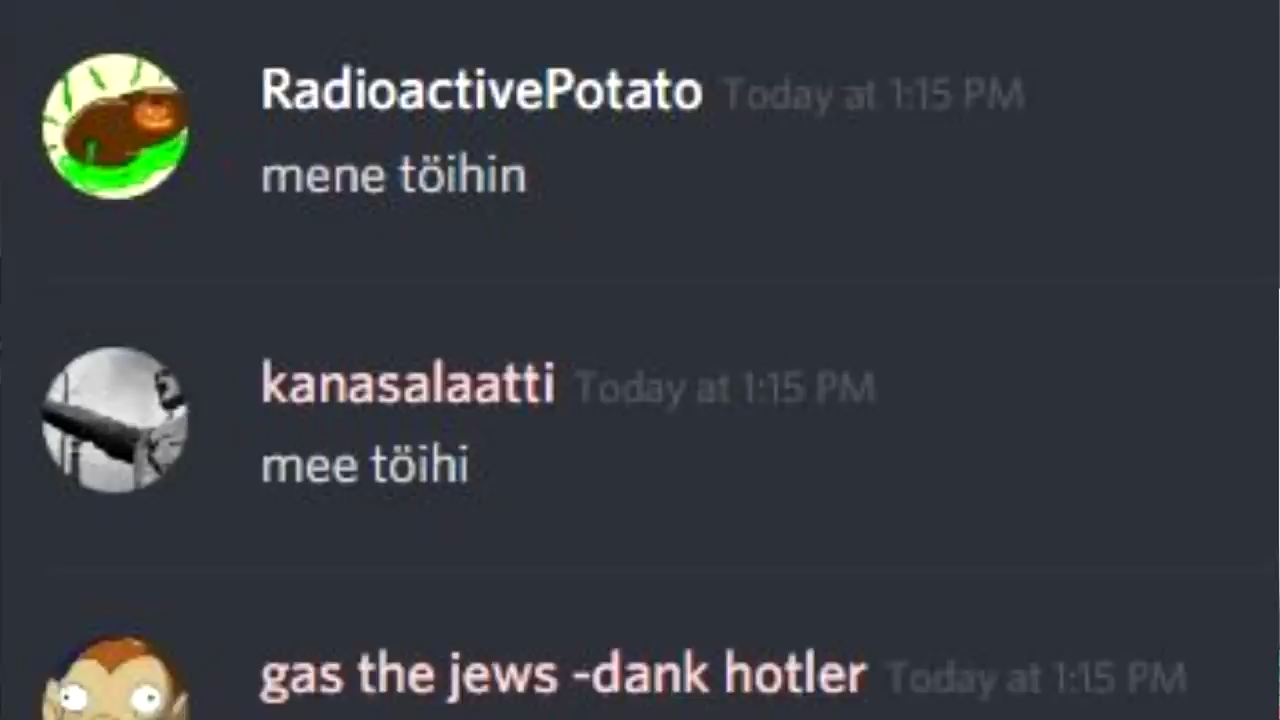 RadioactivePotato Today at 1:15 PM
mene töihin
kanasalaatti Today at 1:15 PM
mee töihi
gas the jews -dank hotler Today at 1:15 PM